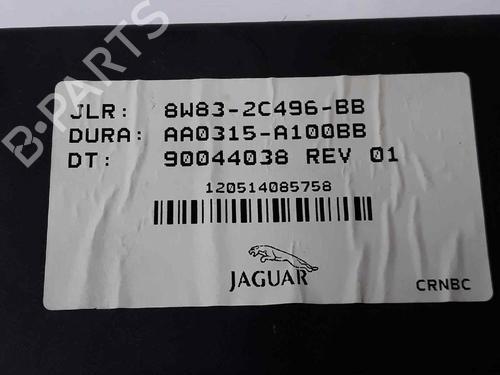 B-PARTS
JLR: 8W83-2C496-BB
DURA: AA0315-A100BB
DT: 90044038 REV 01
120514085758
JAGUAR
CRNBC